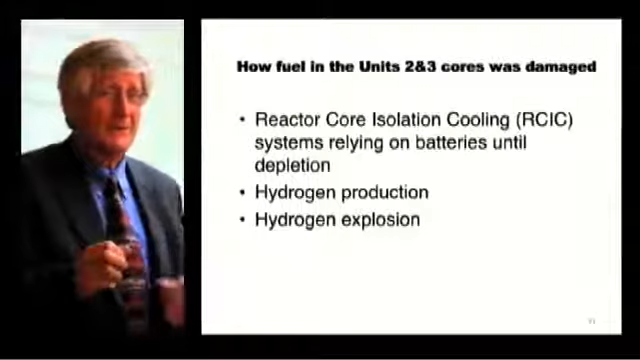 How fuel in the Units 2&3 cores was damaged
• Reactor Core Isolation Cooling (RCIC)
systems relying on batteries until
depletion
• Hydrogen production
• Hydrogen explosion